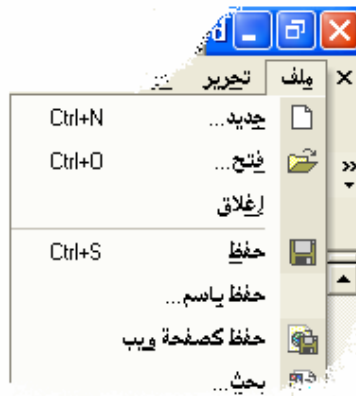 d
ملف تحرير
جديد... Ctrl+N
فتح... Ctrl+O
إغلاق
حفظ Ctrl+S
حفظ باسم...
حفظ كصفحة ويب
بحث...